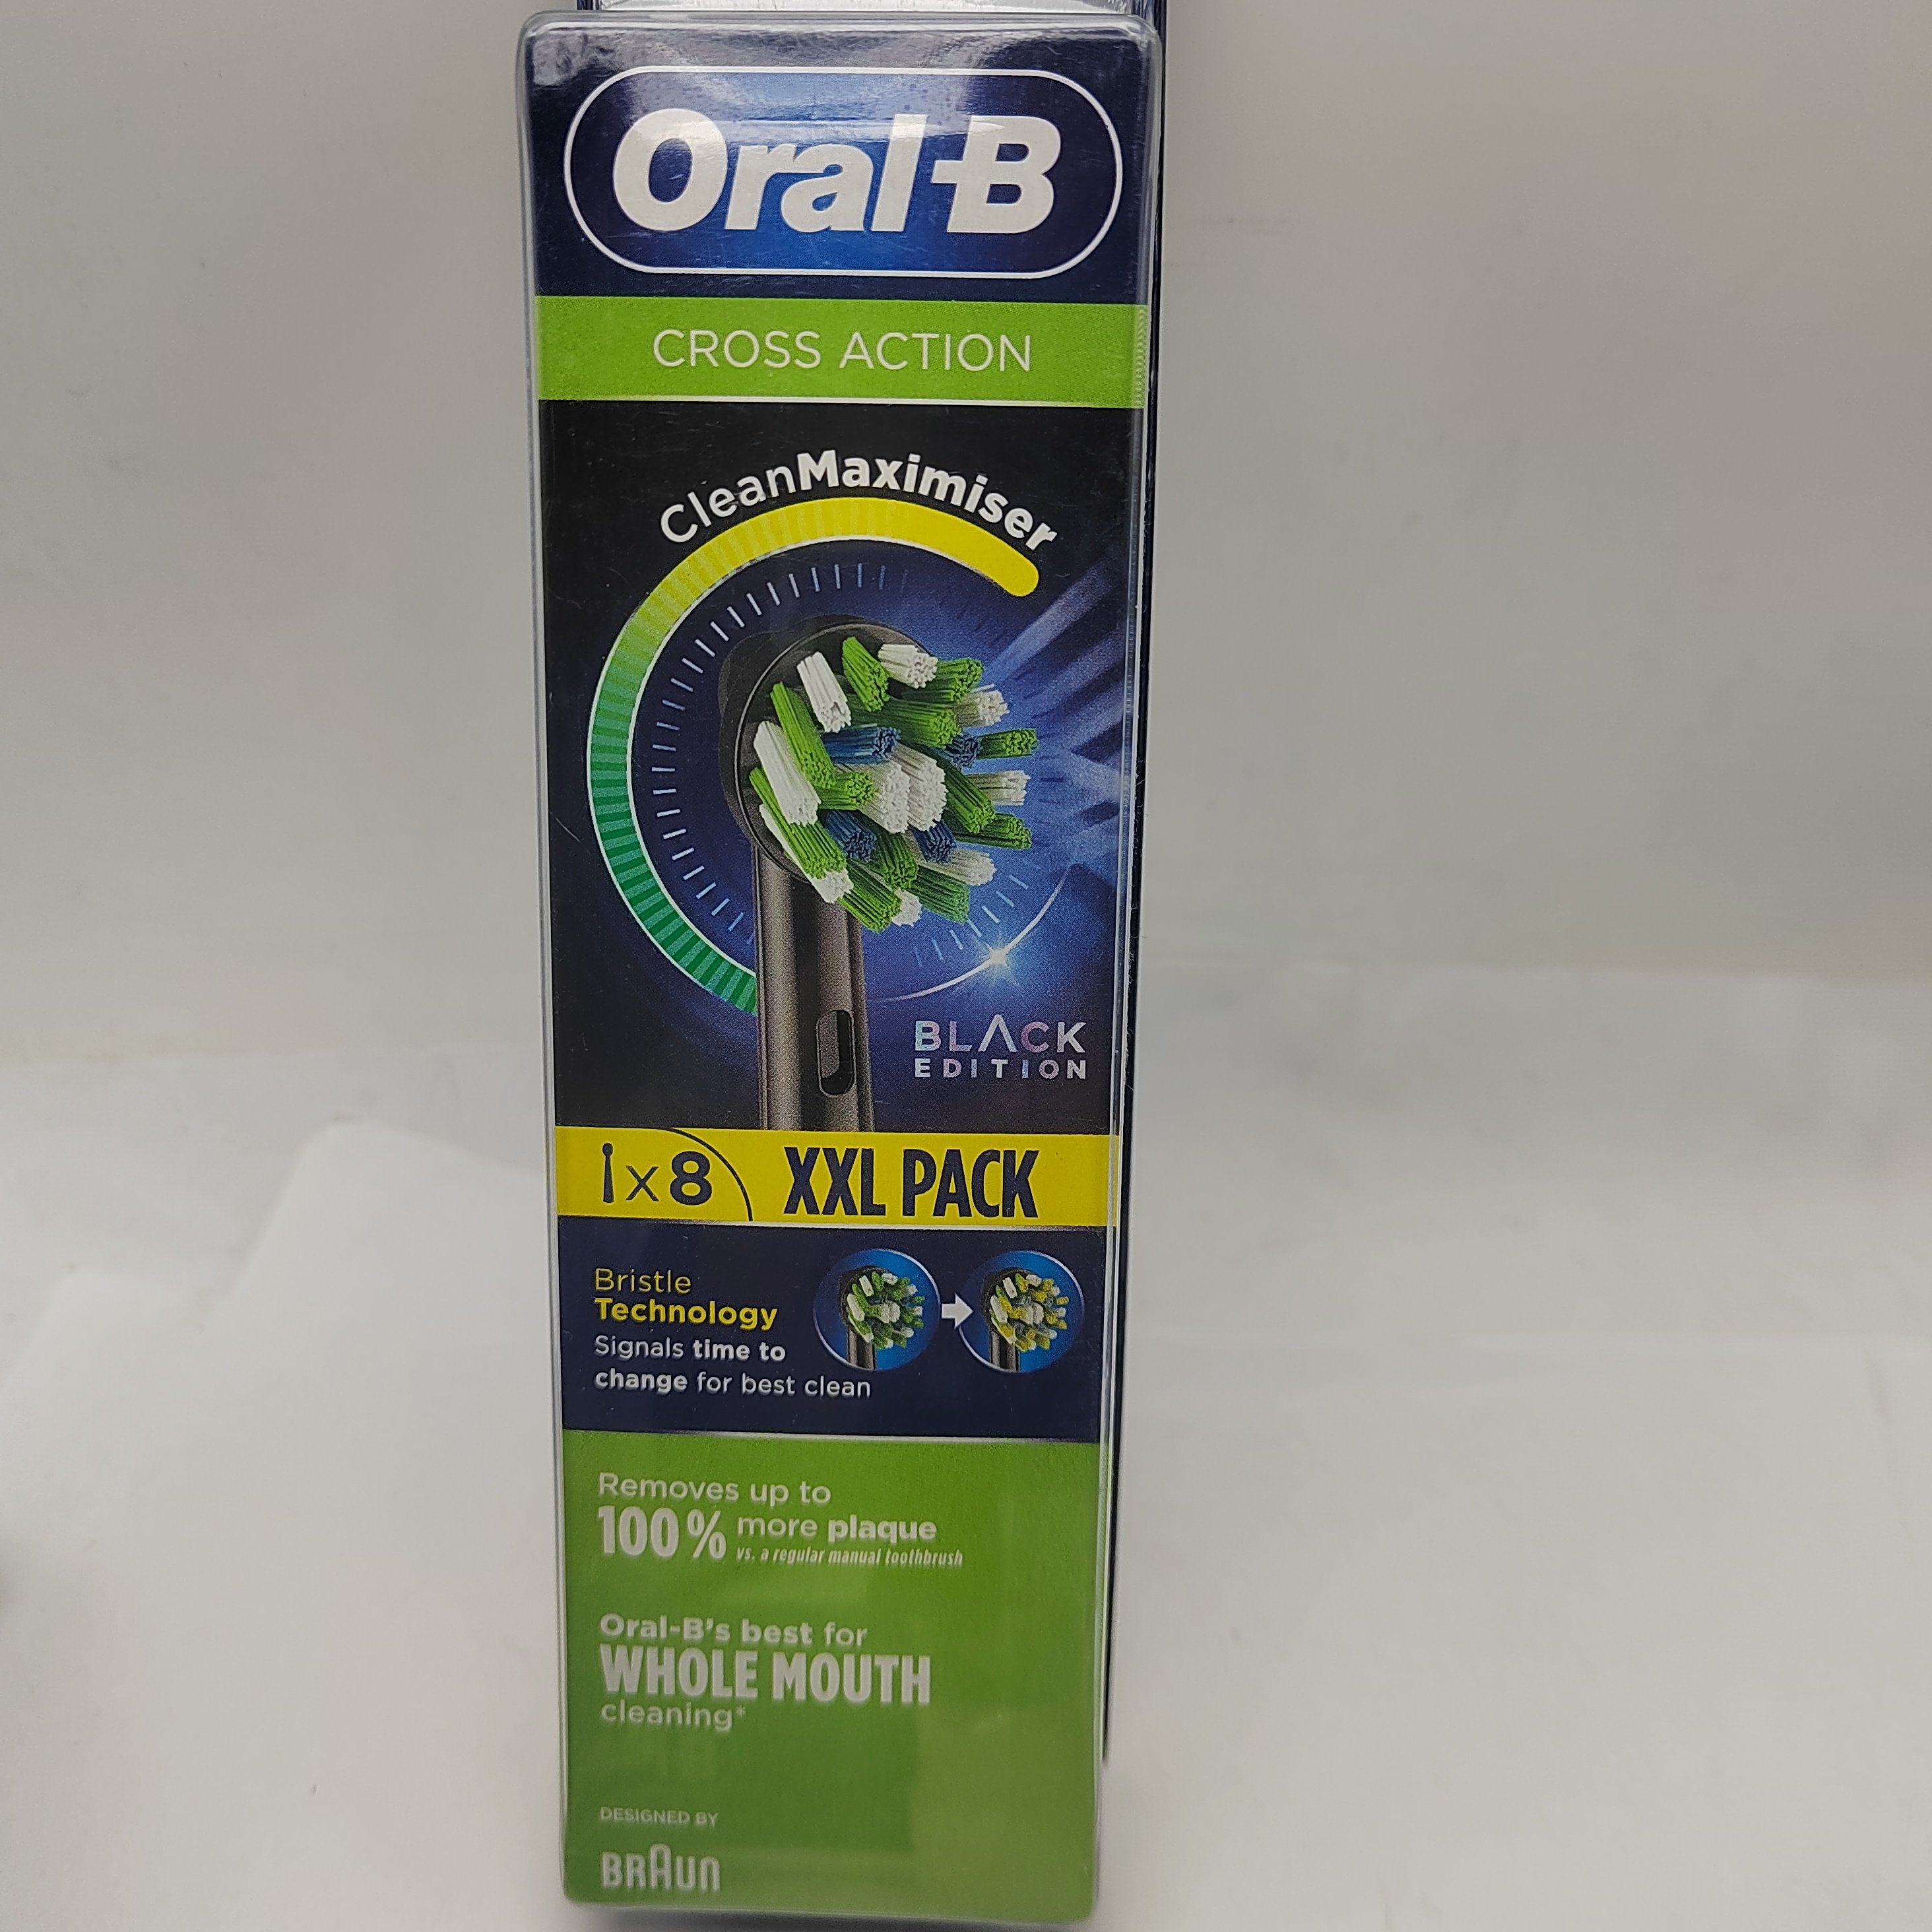 Oral-B
CROSS ACTION
CleanMaximiser
BLACK
EDITION
x8 XXL PACK
Bristle
Technology
Signals time to
change for best clean
Removes up to
100% more plaque
vs. a regular manual toothbrush
Oral-B's best for
WHOLE MOUTH
cleaning*
DESIGNED BY
BRAUN